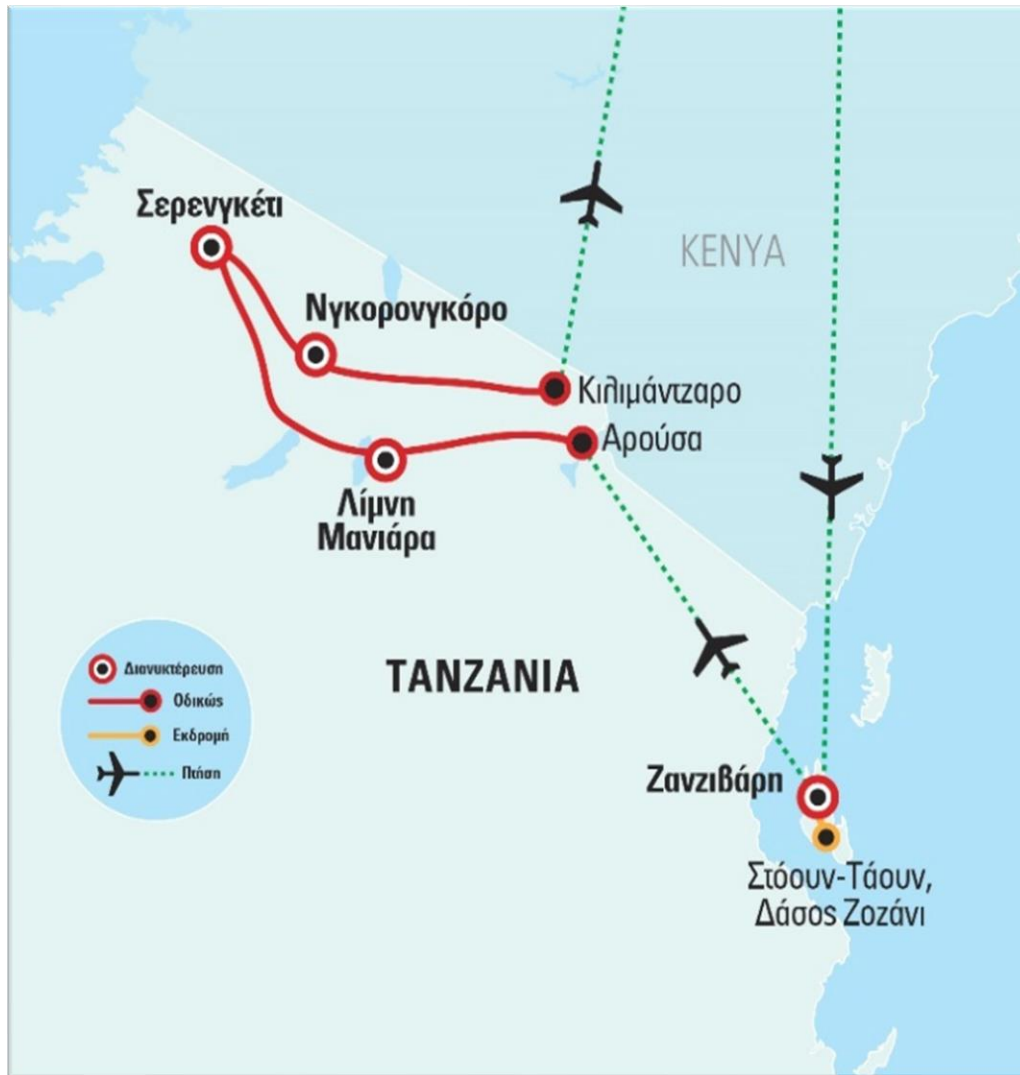 Σερενγκέτι
KENYA
Νγκορονγκόρο
Κιλιμάντζαρο
Αρούσα
Λίμνη
Μανιάρα
Διανυκτέρευση
Οδικώς
Εκδρομή
Πτήση
TANZANIA
Ζανζιβάρη
Στόουν-Τάουν,
Δάσος Ζοζάνι